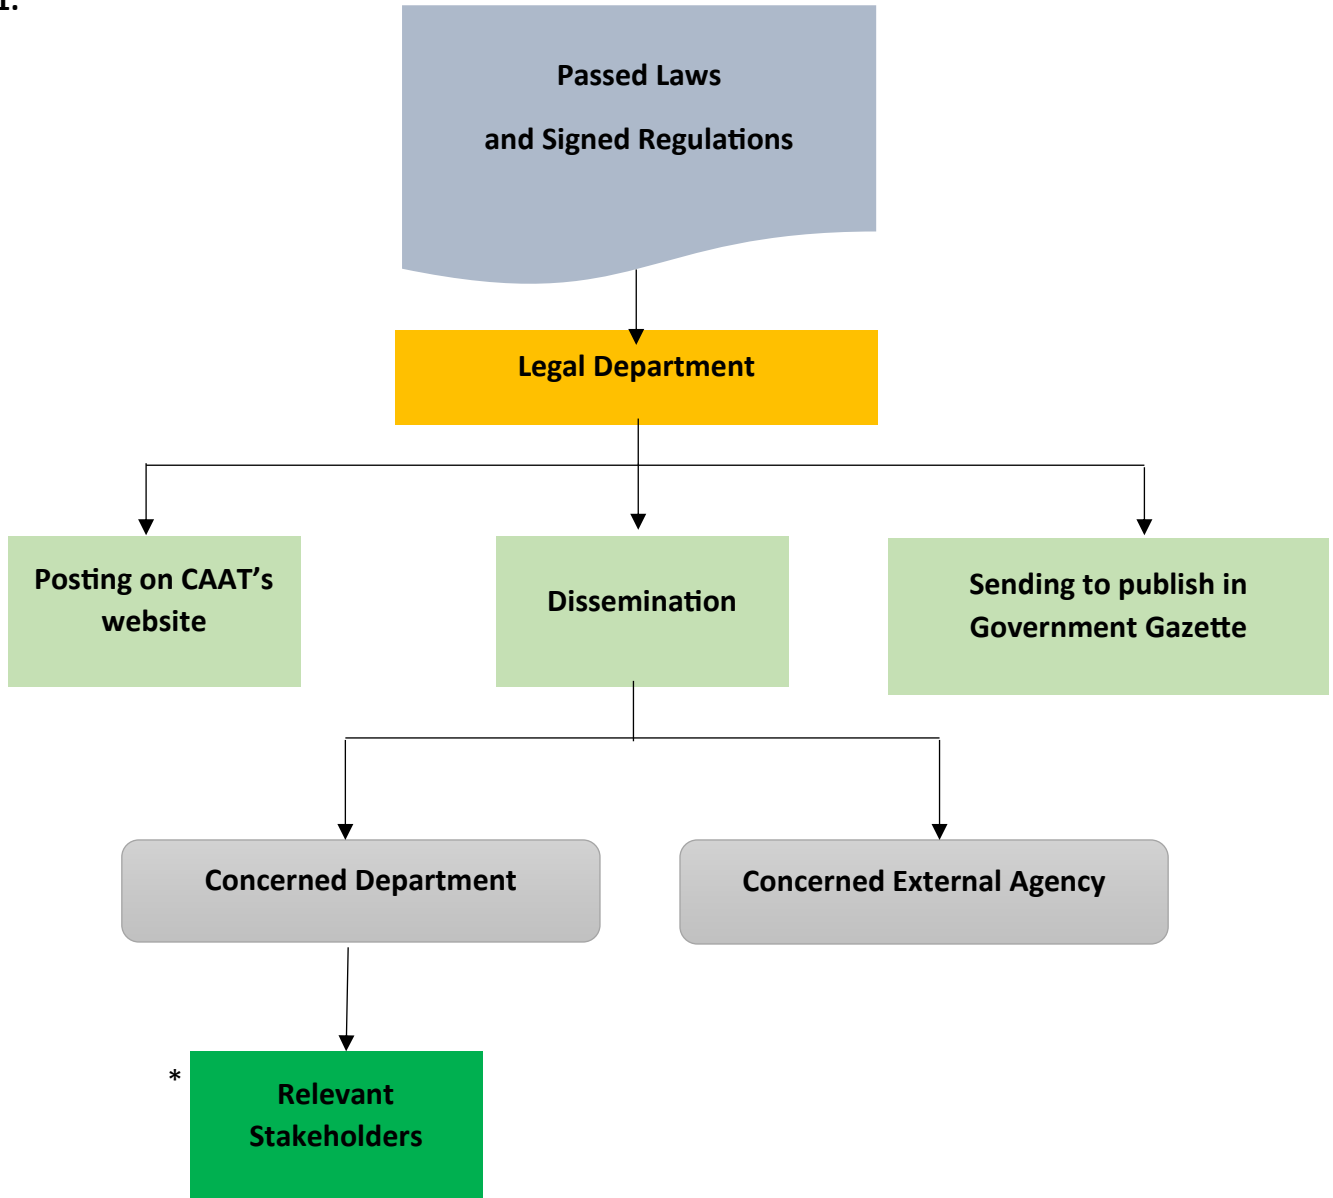 1.
Passed Laws
and Signed Regulations
Legal Department
Posting on CAAT’s
website
Dissemination
Sending to publish in
Government Gazette
Concerned Department
Concerned External Agency
*
Relevant
Stakeholders